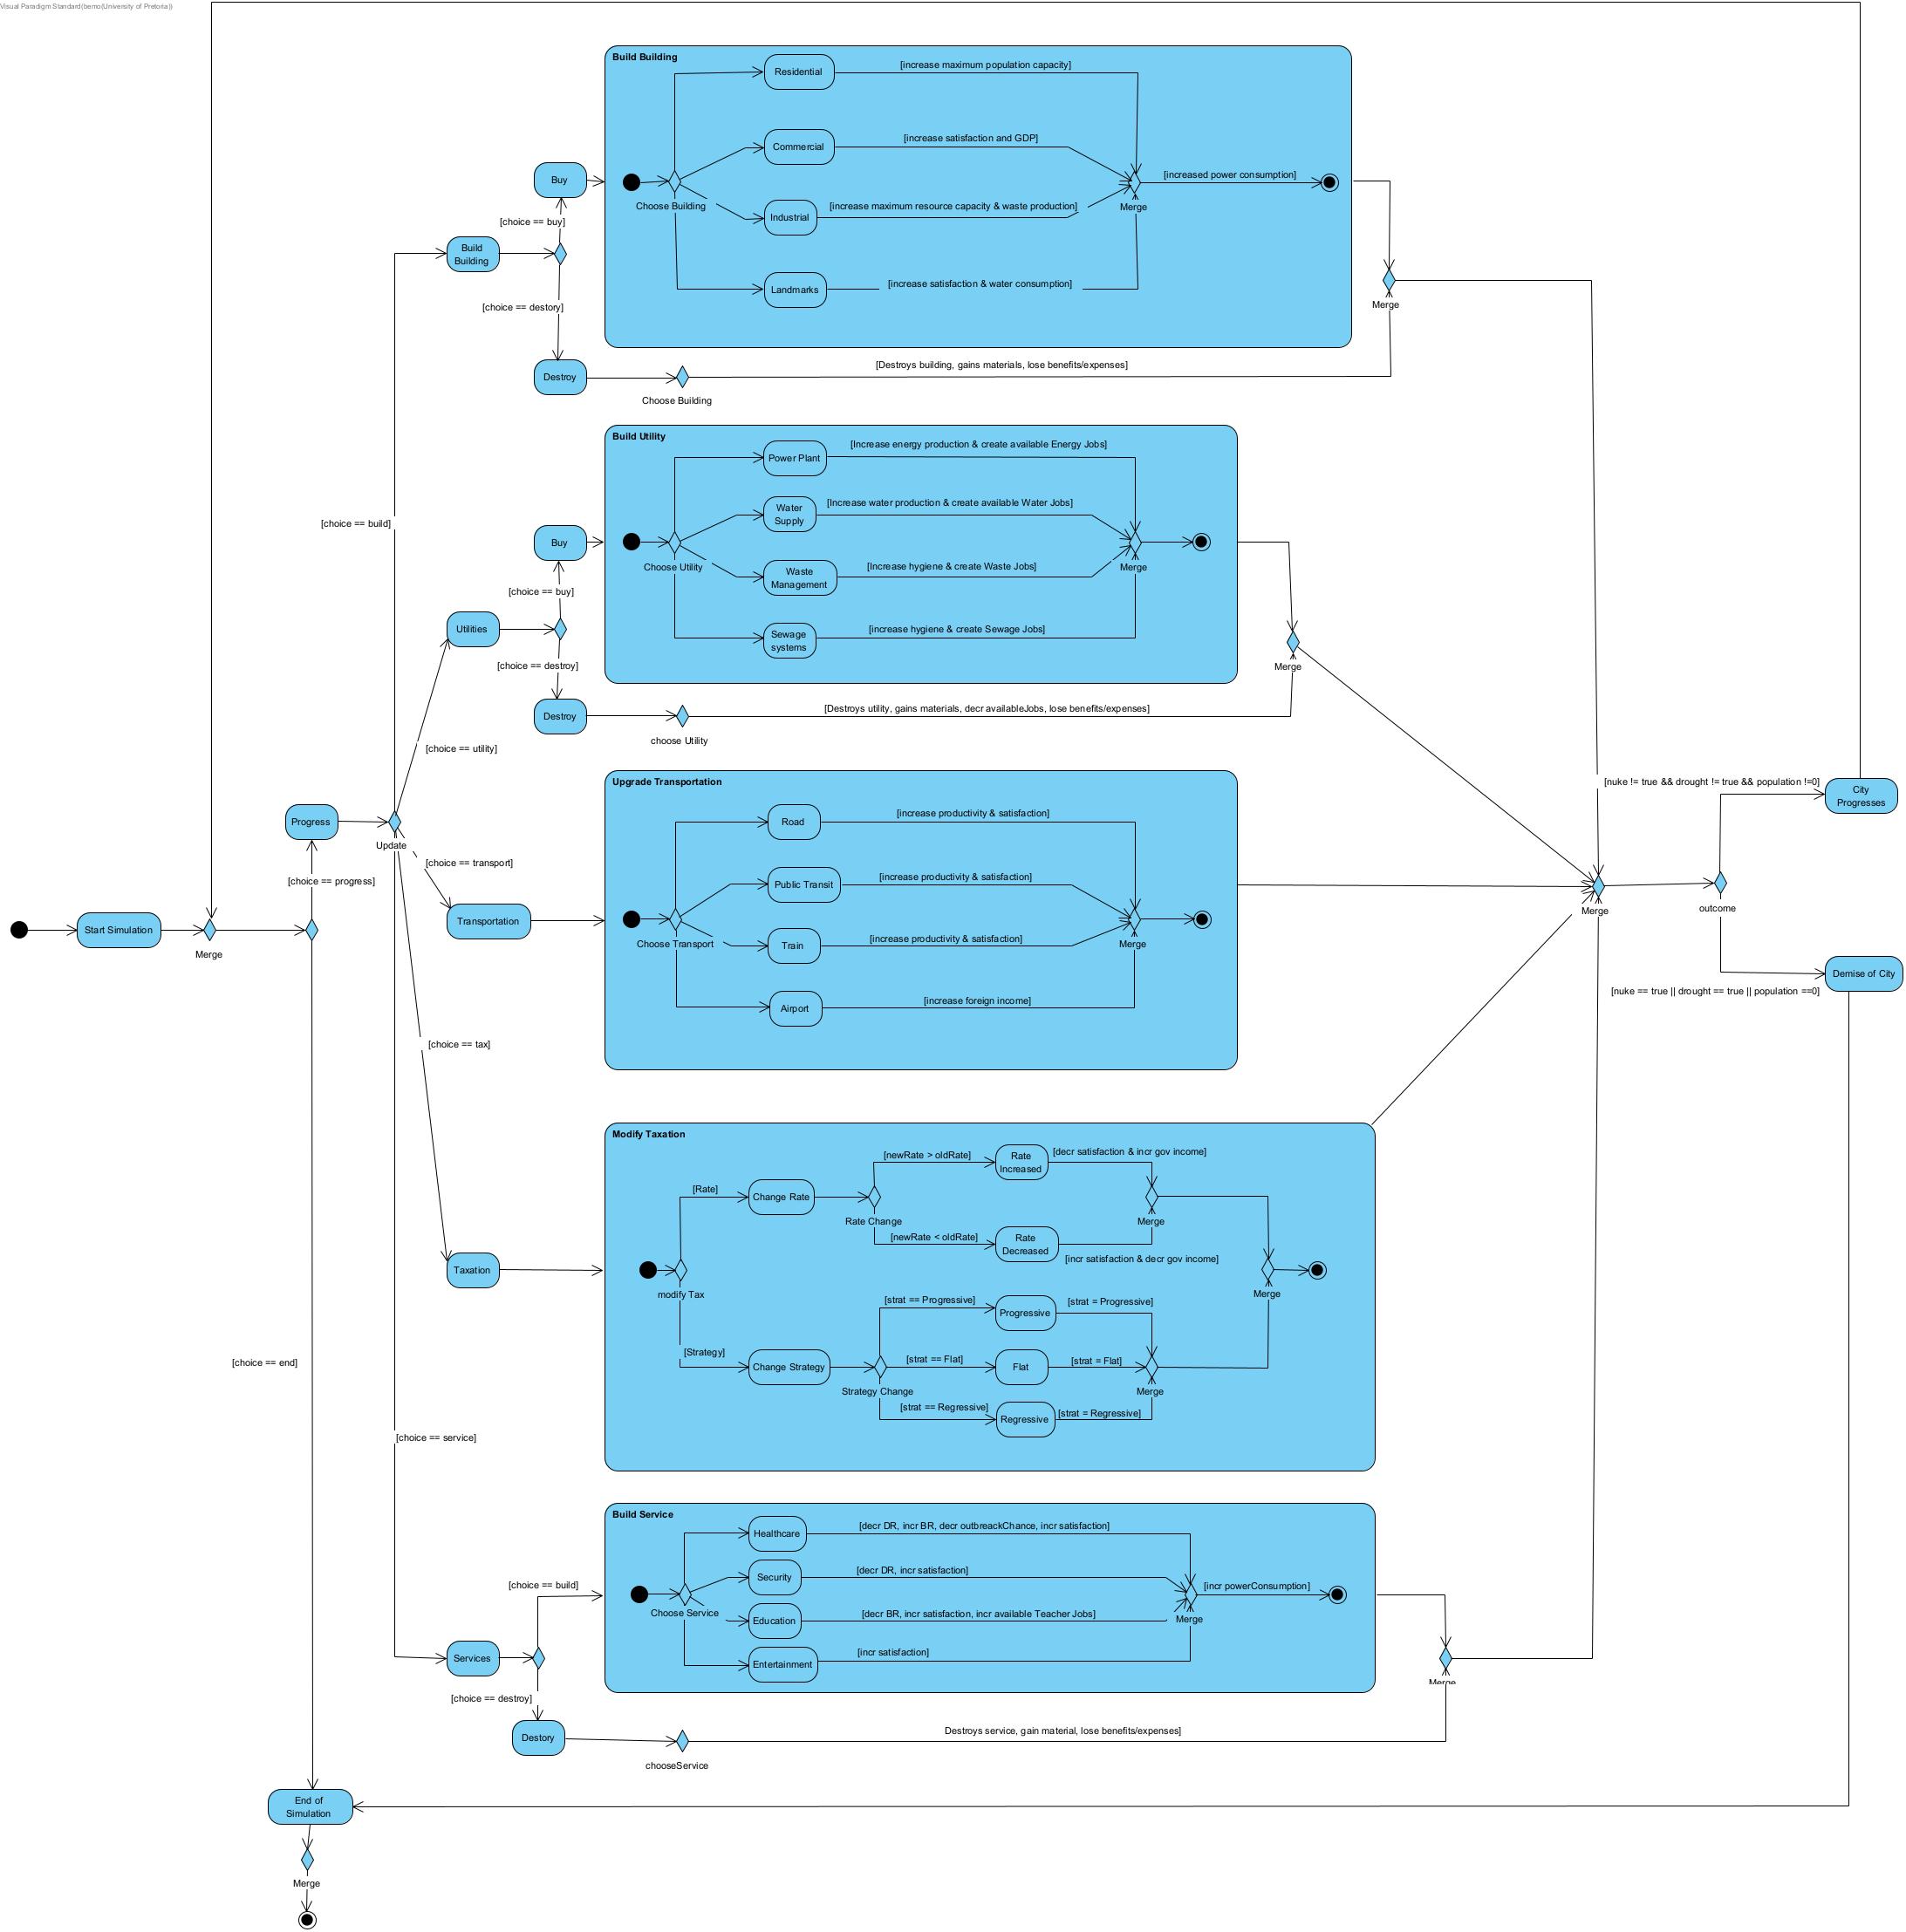 Visual Paradigm Standard(bemo(University of Pretoria))
Build Building
Residential
[increase maximum population capacity]
Commercial
[increase satisfaction and GDP]
Buy
Choose Building
Industrial
[increase maximum resource capacity & waste production]
Merge
[increased power consumption]
[choice == buy]
Build
Building
Landmarks
[increase satisfaction & water consumption]
[choice == destory]
Merge
Destroy
Choose Building
[Destroys building, gains materials, lose benefits/expenses]
Build Utility
Power Plant
[Increase energy production & create available Energy Jobs]
Water
Supply
[Increase water production & create available Water Jobs]
[choice == build]
Buy
Choose Utility
Waste
Management
[Increase hygiene & create Waste Jobs]
Merge
[choice == buy]
Utilities
Sewage
systems
[increase hygiene & create Sewage Jobs]
[choice == destroy]
Merge
Destroy
choose Utility
[Destroys utility, gains materials, decr availableJobs, lose benefits/expenses]
[choice == utility]
Upgrade Transportation
Road
[increase productivity & satisfaction]
[nuke != true && drought != true && population !=0]
City
Progresses
Progress
Update
[choice == transport]
Public Transit
[increase productivity & satisfaction]
[choice == progress]
Merge
outcome
Start Simulation
Merge
Transportation
Choose Transport
Train
[increase productivity & satisfaction]
Merge
Demise of City
[nuke == true || drought == true || population ==0]
Airport
[increase foreign income]
[choice == tax]
Modify Taxation
[newRate > oldRate]
Rate
Increased
[decr satisfaction & incr gov income]
[Rate]
Change Rate
Rate Change
Merge
[newRate < oldRate]
Rate
Decreased
[incr satisfaction & decr gov income]
Taxation
modify Tax
Merge
[strat == Progressive]
Progressive
[strat = Progressive]
[Strategy]
Change Strategy
Strategy Change
[strat == Flat]
Flat
[strat = Flat]
Merge
[strat == Regressive]
Regressive
[strat = Regressive]
[choice == end]
[choice == service]
Build Service
Healthcare
[decr DR, incr BR, decr outbreackChance, incr satisfaction]
Security
[decr DR, incr satisfaction]
[choice == build]
Choose Service
Education
[decr BR, incr satisfaction, incr available Teacher Jobs]
Merge
[incr powerConsumption]
Entertainment
[incr satisfaction]
Services
Merge
[choice == destroy]
Destory
chooseService
Destroys service, gain material, lose benefits/expenses]
End of
Simulation
Merge